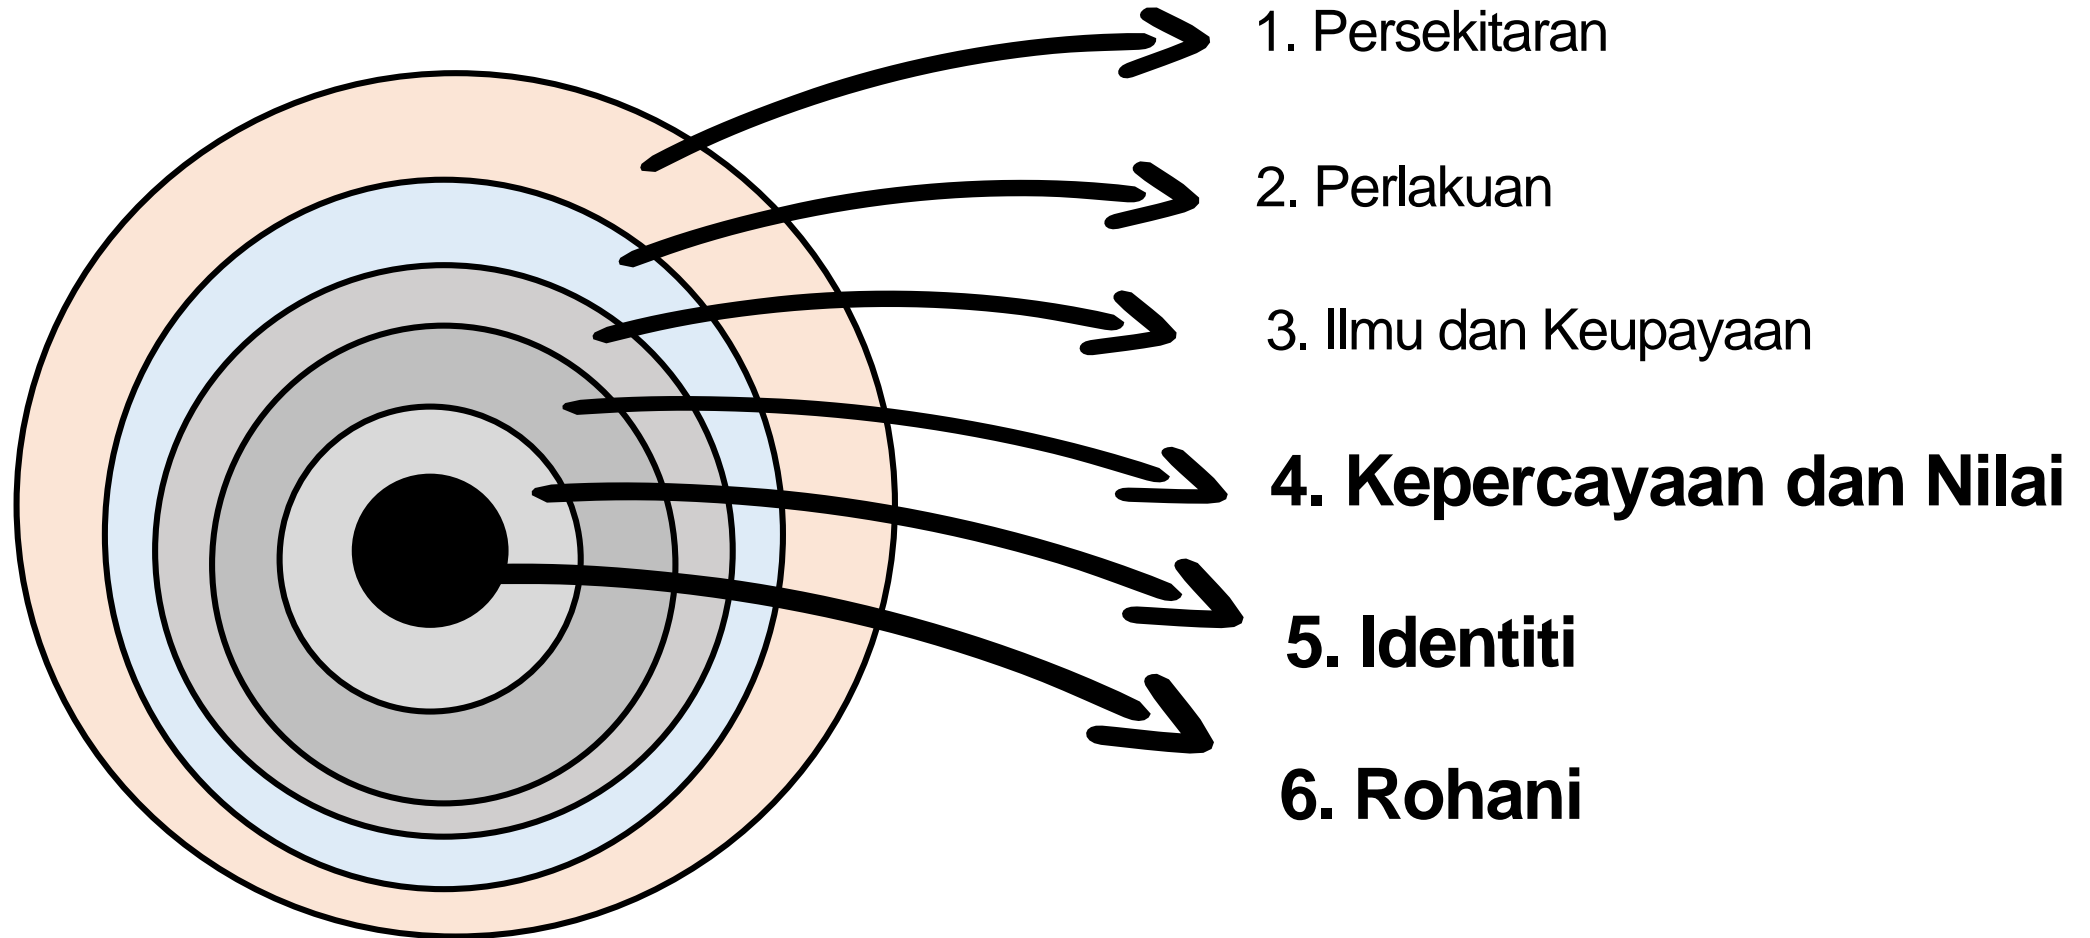 1. Persekitaran
2. Perlakuan
3. Ilmu dan Keupayaan
4. Kepercayaan dan Nilai
5. Identiti
6. Rohani